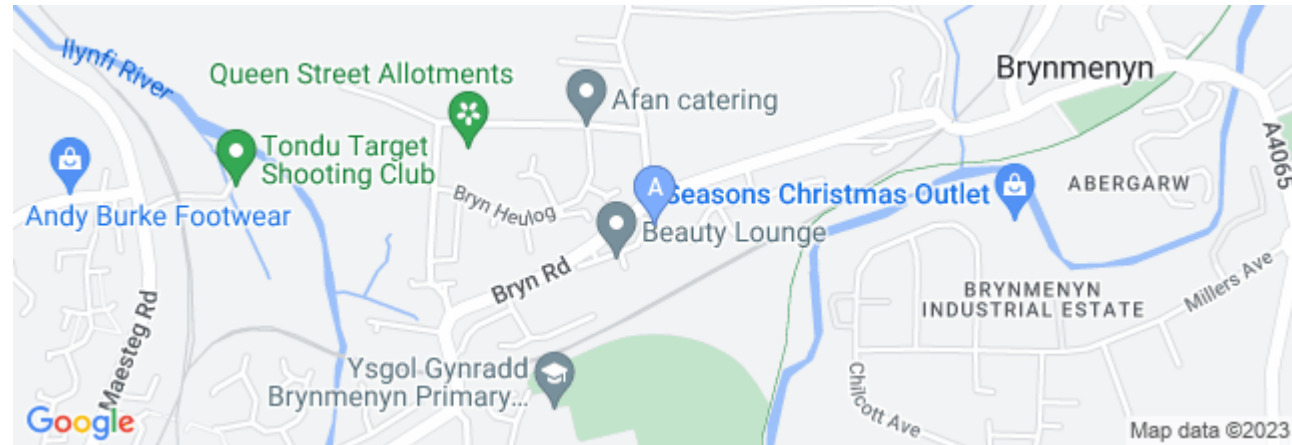 llynfi River
Queen Street Allotments
Afan catering
Brynmenyn
Tondu Target
Shooting Club
A4065
Andy Burke Footwear
Bryn Heulog
A
Seasons Christmas Outlet
ABERGARW
Beauty Lounge
Bryn Rd
Maesteg Rd
BRYNMENYN
INDUSTRIAL ESTATE
Millers Ave
Ysgol Gynradd
Brynmenyn Primary...
Chilcott Ave
Google
Map data ©2023